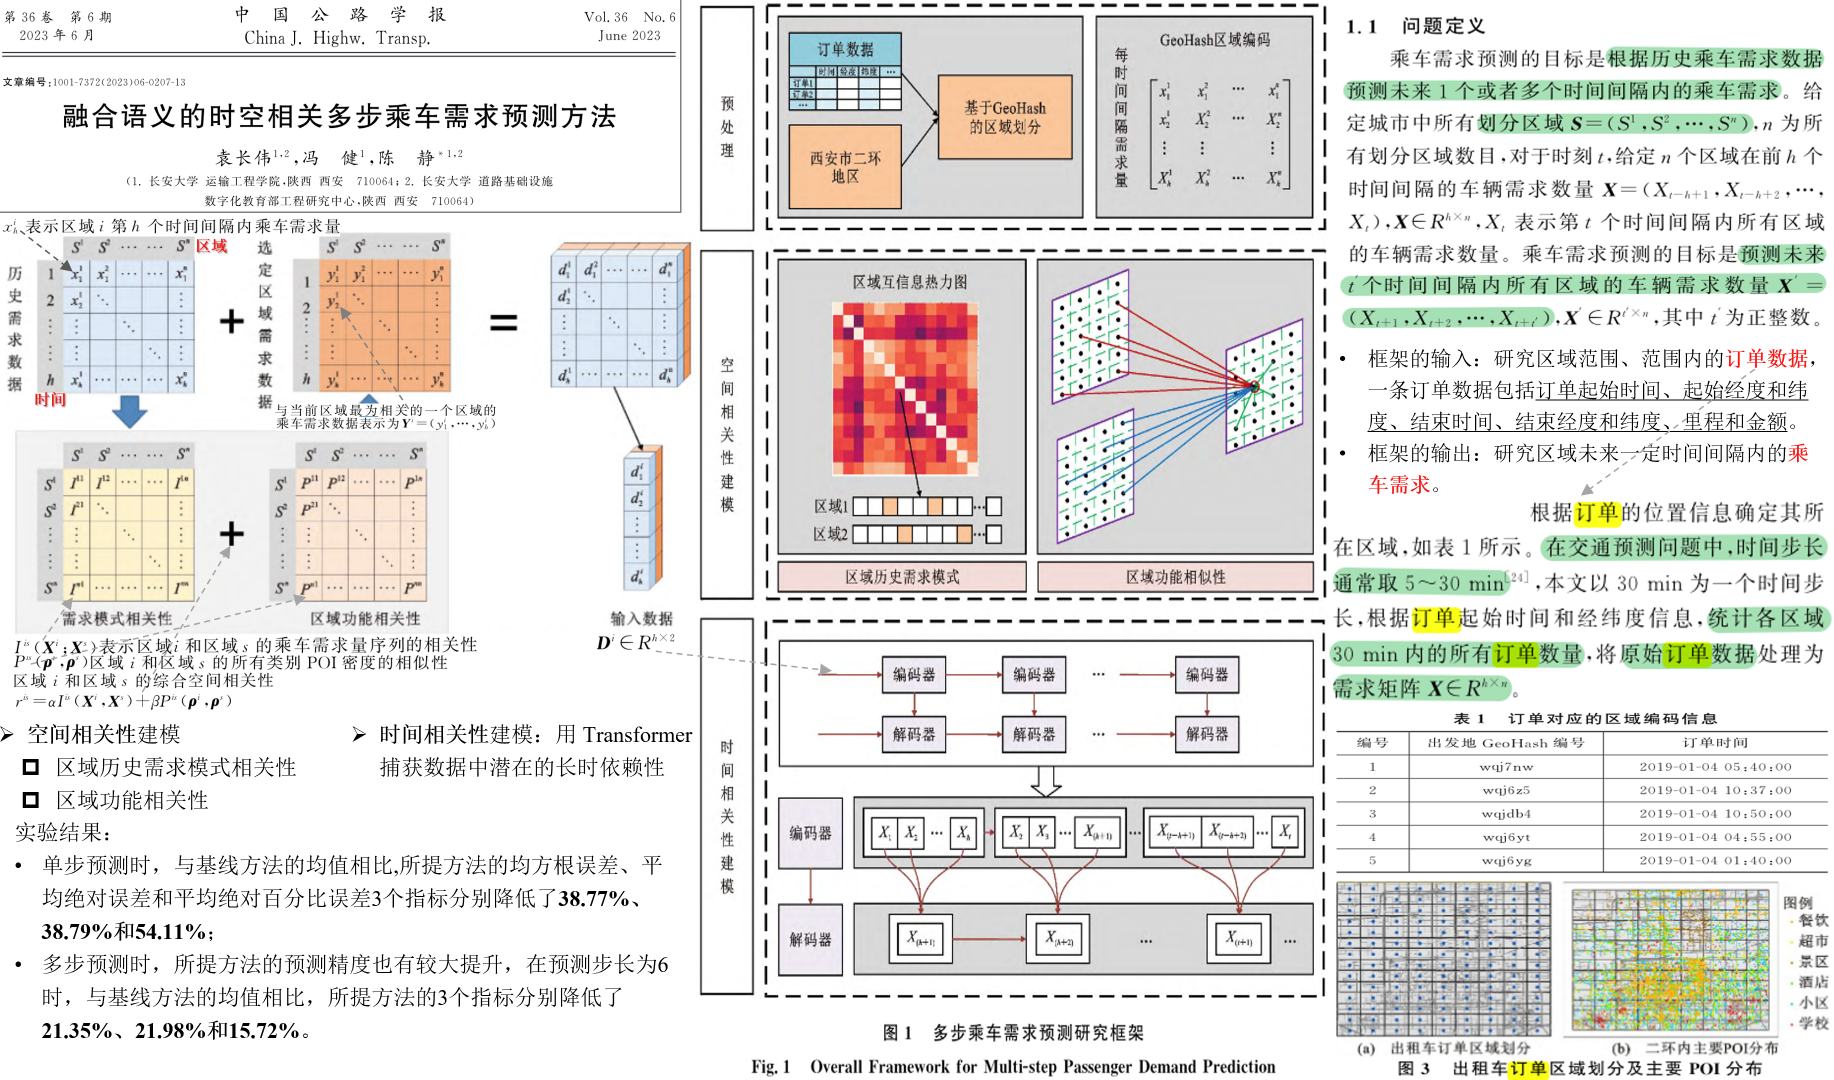 第 36 卷 第 6 期
2023 年 6 月
中 国 公 路 学 报
China J. Highw. Transp.
Vol. 36 No. 6
June 2023
文章编号:1001-7372(2023)06-0207-13
融合语义的时空相关多步乘车需求预测方法
袁长伟1,2,冯 健1,陈 静*1,2
(1. 长安大学 运输工程学院,陕西 西安 710064; 2. 长安大学 道路基础设施
数字化教育部工程研究中心,陕西 西安 710064)
x_h^i 表示区域 i 第 h 个时间间隔内乘车需求量
S^1 S^2 ⋯ ⋯ S^n 区域
历史需求数据
1 x_1^1 x_1^2 ⋯ ⋯ x_1^n
2 x_2^1
h x_h^1 ⋯ ⋯ ⋯ x_h^n
时间
+
选定区域需求数据
S^1 S^2 ⋯ ⋯ S^n
1 y_1^1 y_1^2 ⋯ ⋯ y_1^n
2 y_2^1
h y_h^1 ⋯ ⋯ ⋯ y_h^n
=
d_1^1 d_1^2 ⋯ ⋯ d_1^n
d_2^1
d_h^1 ⋯ ⋯ ⋯ d_h^n
与当前区域最为相关的一个区域的
乘车需求数据表示为Y^i=(y_1^i,⋯,y_h^i)
S^1 S^2 ⋯ ⋯ S^n
S^1 I^11 I^12 ⋯ ⋯ I^1n
S^2 I^21
S^n I^n1 ⋯ ⋯ ⋯ I^nn
需求模式相关性
+
S^1 S^2 ⋯ ⋯ S^n
S^1 P^11 P^12 ⋯ ⋯ P^1n
S^2 P^21
S^n P^n1 ⋯ ⋯ ⋯ P^nn
区域功能相关性
d_1^i
d_2^i
d_h^i
输入数据
D^i∈R^{h×2}
I^is(X^i;X^s)表示区域i 和区域s 的乘车需求量序列的相关性
P^is(ρ^i,ρ^s)区域 i 和区域s 的所有类别 POI 密度的相似性
区域 i 和区域 s 的综合空间相关性
r^is=αI^is(X^i,X^s)+βP^is(ρ^i,ρ^s)
➢ 空间相关性建模
区域历史需求模式相关性
区域功能相关性
➢ 时间相关性建模：用 Transformer
捕获数据中潜在的长时依赖性
实验结果：
• 单步预测时，与基线方法的均值相比,所提方法的均方根误差、平
均绝对误差和平均绝对百分比误差3个指标分别降低了38.77%、
38.79%和54.11%；
• 多步预测时，所提方法的预测精度也有较大提升，在预测步长为6
时，与基线方法的均值相比，所提方法的3个指标分别降低了
21.35%、21.98%和15.72%。
预处理
订单数据
时间 经度 纬度 ⋯
订单1
订单2
⋯
西安市二环
地区
基于GeoHash
的区域划分
GeoHash区域编码
每时间间隔需求量
x_1^1 x_1^2 ⋯ x_1^n
x_2^1 X_2^2 ⋯ X_2^n
X_h^1 X_h^2 ⋯ X_h^n
空间相关性建模
区域互信息热力图
区域1
区域2
区域历史需求模式
区域功能相似性
时间相关性建模
编码器 编码器 ⋯ 编码器
解码器 解码器 ⋯ 解码器
编码器
X_1 X_2 ⋯ X_h X_2 X_3 ⋯ X_(h+1) ⋯ X_(t−h+1) X_(t−h+2) ⋯ X_t
解码器
X_(h+1) X_(h+2) ⋯ X_(t+1) ⋯
图 1 多步乘车需求预测研究框架
Fig. 1 Overall Framework for Multi-step Passenger Demand Prediction
1.1 问题定义
乘车需求预测的目标是根据历史乘车需求数据
预测未来 1 个或者多个时间间隔内的乘车需求。给
定城市中所有划分区域 S=(S^1,S^2,⋯,S^n),n 为所
有划分区域数目,对于时刻 t,给定 n 个区域在前 h 个
时间间隔的车辆需求数量 X=(X_{t−h+1},X_{t−h+2},⋯,
X_t),X∈R^{h×n},X_t 表示第 t 个时间间隔内所有区域
的车辆需求数量。乘车需求预测的目标是预测未来
t′个时间间隔内所有区域的车辆需求数量 X′=
(X_{t+1},X_{t+2},⋯,X_{t+t′}),X′∈R^{t′×n},其中 t′为正整数。
• 框架的输入：研究区域范围、范围内的订单数据，
一条订单数据包括订单起始时间、起始经度和纬
度、结束时间、结束经度和纬度、里程和金额。
• 框架的输出：研究区域未来一定时间间隔内的乘
车需求。
根据订单的位置信息确定其所
在区域,如表 1 所示。在交通预测问题中,时间步长
通常取 5～30 min[24],本文以 30 min 为一个时间步
长,根据订单起始时间和经纬度信息,统计各区域
30 min 内的所有订单数量,将原始订单数据处理为
需求矩阵 X∈R^{h×n}。
表 1 订单对应的区域编码信息
编号 出发地 GeoHash 编号 订单时间
1 wqj7nw 2019-01-04 05:40:00
2 wqj6z5 2019-01-04 10:37:00
3 wqjdb4 2019-01-04 10:50:00
4 wqj6yt 2019-01-04 04:55:00
5 wqj6yg 2019-01-04 01:40:00
图例
餐饮
超市
景区
酒店
小区
学校
(a) 出租车订单区域划分
(b) 二环内主要POI分布
图 3 出租车订单区域划分及主要 POI 分布